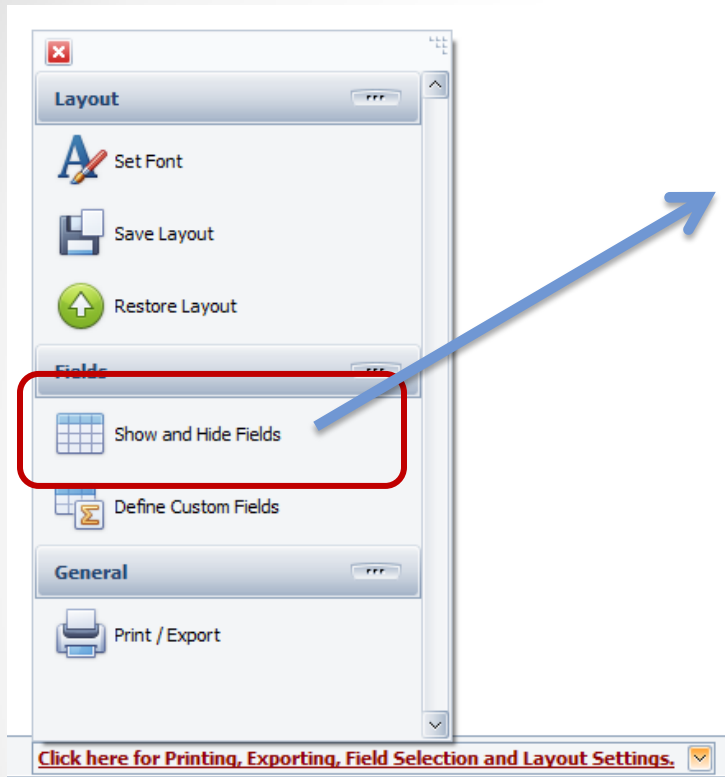 Layout
Set Font
Save Layout
Restore Layout
Fields
Show and Hide Fields
Define Custom Fields
General
Print / Export
Click here for Printing, Exporting, Field Selection and Layout Settings.